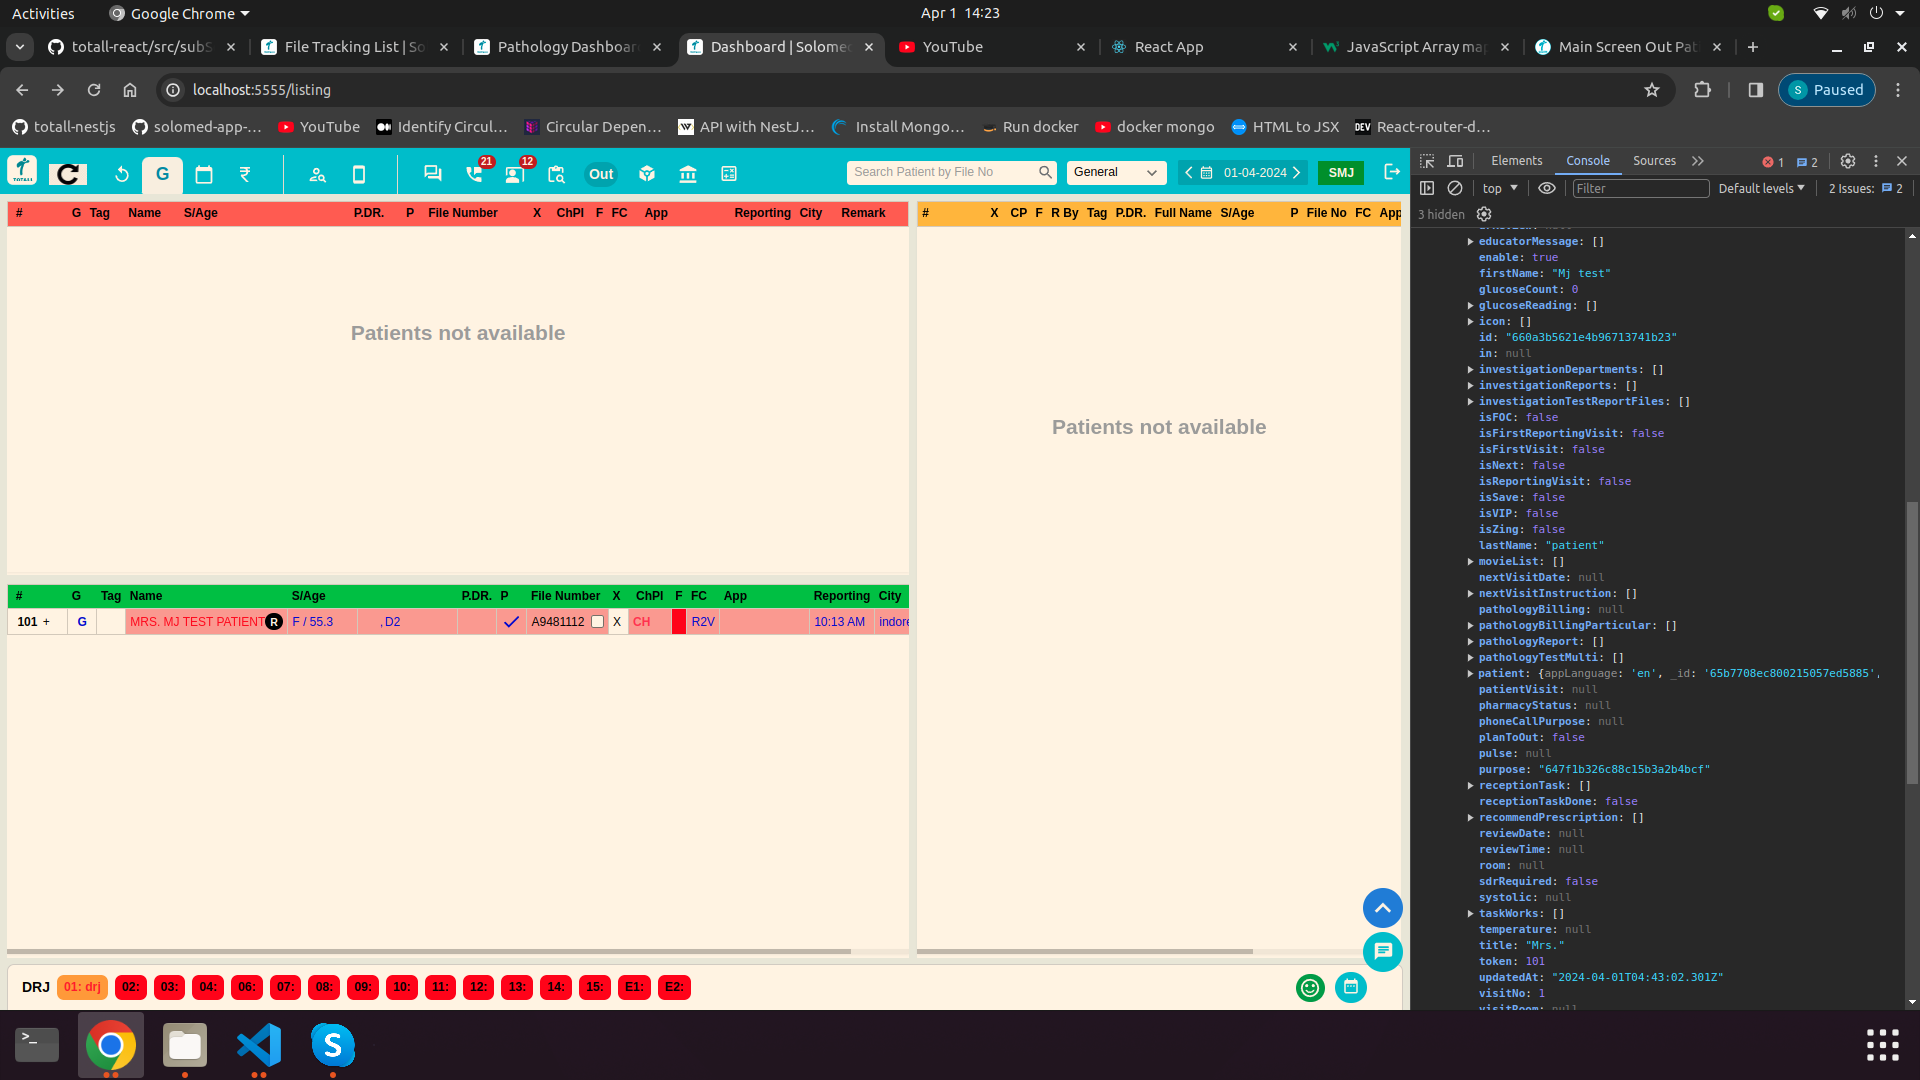 Activities
Google Chrome
Apr 1 14:23
totall-react/src/subS
File Tracking List | So
Pathology Dashboar
Dashboard | Solomed
YouTube
React App
JavaScript Array map
Main Screen Out Pat
localhost:5555/listing
S Paused
totall-nestjs
solomed-app-...
YouTube
Identify Circul...
Circular Depen...
API with NestJ...
Install Mongo...
Run docker
docker mongo
HTML to JSX
DEV React-router-d...
TOTALL
G
₹
21
12
Out
Search Patient by File No
General
01-04-2024
SMJ
# G Tag Name S/Age P.DR. P File Number X ChPI F FC App Reporting City Remark
Patients not available
# X CP F R By Tag P.DR. Full Name S/Age P File No FC App
Patients not available
# G Tag Name S/Age P.DR. P File Number X ChPI F FC App Reporting City
101 + G MRS. MJ TEST PATIENT R F / 55.3 , D2 A9481112 X CH R2V 10:13 AM indore
DRJ 01: drj 02: 03: 04: 06: 07: 08: 09: 10: 11: 12: 13: 14: 15: E1: E2:
Elements
Console
Sources
1
2
top
Filter
Default levels
2 Issues: 2
3 hidden
educatorMessage: []
enable: true
firstName: "Mj test"
glucoseCount: 0
glucoseReading: []
icon: []
id: "660a3b5621e4b96713741b23"
in: null
investigationDepartments: []
investigationReports: []
investigationTestReportFiles: []
isFOC: false
isFirstReportingVisit: false
isFirstVisit: false
isNext: false
isReportingVisit: false
isSave: false
isVIP: false
isZing: false
lastName: "patient"
movieList: []
nextVisitDate: null
nextVisitInstruction: []
pathologyBilling: null
pathologyBillingParticular: []
pathologyReport: []
pathologyTestMulti: []
patient: {appLanguage: 'en', _id: '65b7708ec800215057ed5885',
patientVisit: null
pharmacyStatus: null
phoneCallPurpose: null
planToOut: false
pulse: null
purpose: "647f1b326c88c15b3a2b4bcf"
receptionTask: []
receptionTaskDone: false
recommendPrescription: []
reviewDate: null
reviewTime: null
room: null
sdrRequired: false
systolic: null
taskWorks: []
temperature: null
title: "Mrs."
token: 101
updatedAt: "2024-04-01T04:43:02.301Z"
visitNo: 1
visitRoom: null